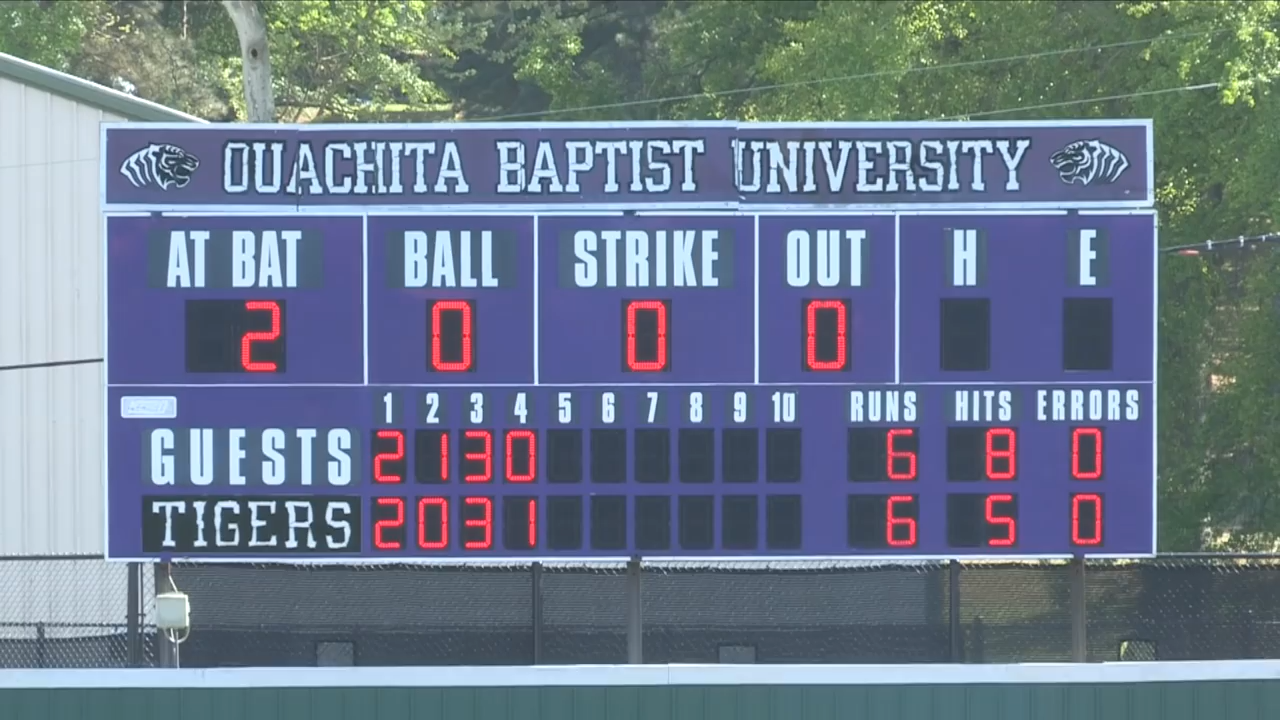 OUACHITA BAPTIST UNIVERSITY
AT BAT BALL STRIKE OUT H E
2 0 0 0
1 2 3 4 5 6 7 8 9 10 RUNS HITS ERRORS
GUESTS 2 1 3 0 6 8 0
TIGERS 2 0 3 1 6 5 0